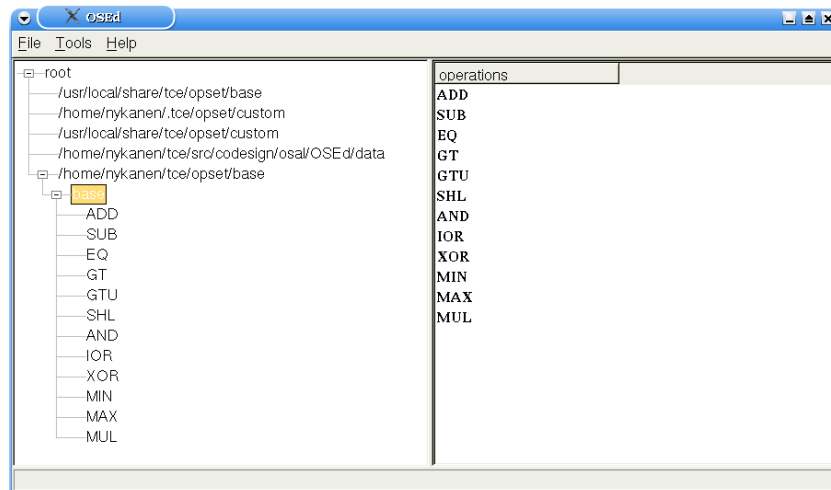 OSEd
File Tools Help
root
/usr/local/share/tce/opset/base
/home/nykanen/.tce/opset/custom
/usr/local/share/tce/opset/custom
/home/nykanen/tce/src/codesign/osal/OSEd/data
/home/nykanen/tce/opset/base
base
ADD
SUB
EQ
GT
GTU
SHL
AND
IOR
XOR
MIN
MAX
MUL
operations
ADD
SUB
EQ
GT
GTU
SHL
AND
IOR
XOR
MIN
MAX
MUL